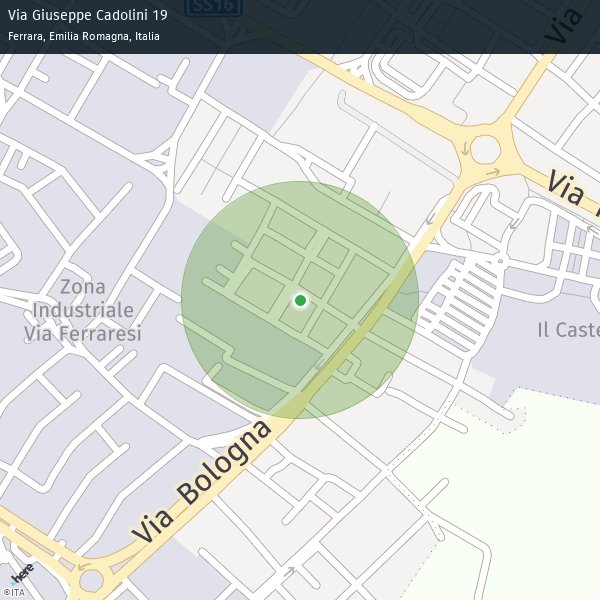 Via Giuseppe Cadolini 19
Ferrara, Emilia Romagna, Italia
SS16
Via
Via
Zona
Industriale
Via Ferraresi
Il Caste
Via Bologna
here
©ITA